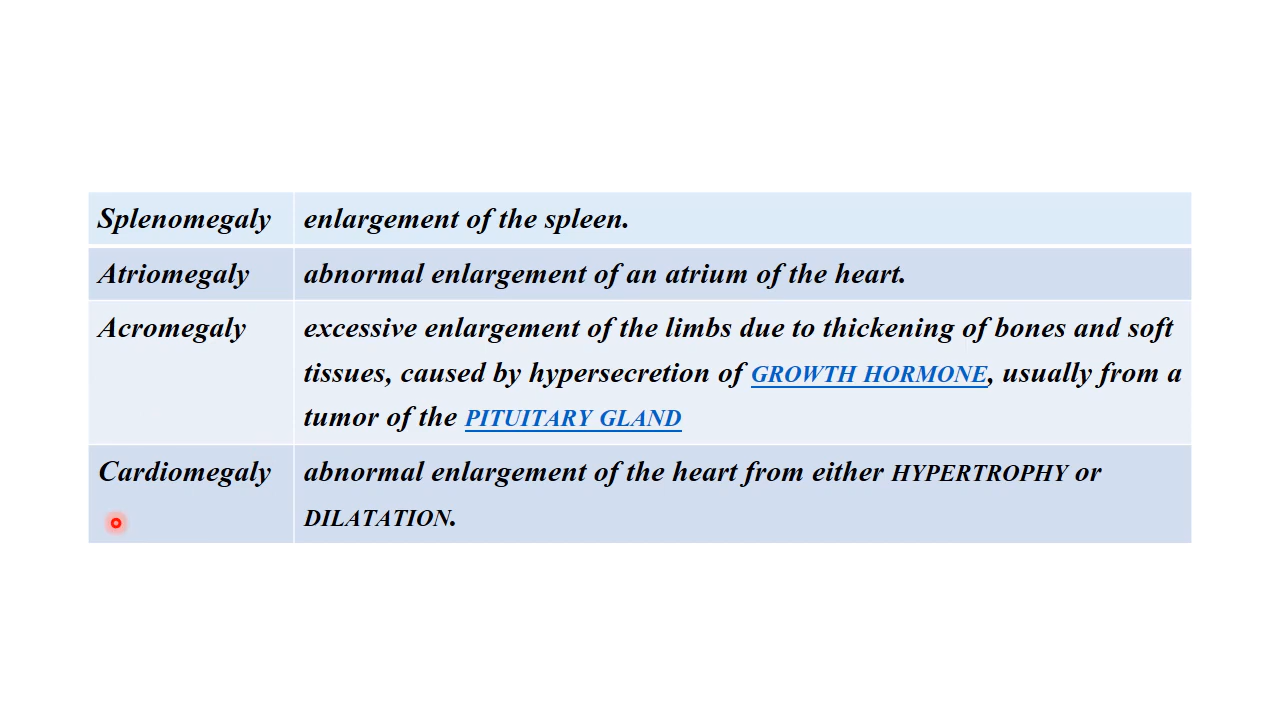 Splenomegaly enlargement of the spleen.
Atriomegaly abnormal enlargement of an atrium of the heart.
Acromegaly excessive enlargement of the limbs due to thickening of bones and soft
tissues, caused by hypersecretion of GROWTH HORMONE, usually from a
tumor of the PITUITARY GLAND
Cardiomegaly abnormal enlargement of the heart from either HYPERTROPHY or
DILATATION.